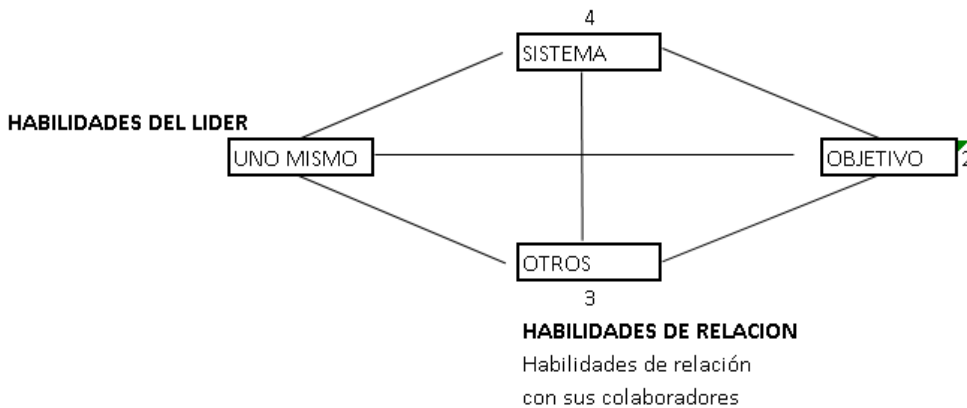 4
SISTEMA
HABILIDADES DEL LIDER
UNO MISMO
OBJETIVO
2
OTROS
3
HABILIDADES DE RELACION
Habilidades de relación
con sus colaboradores